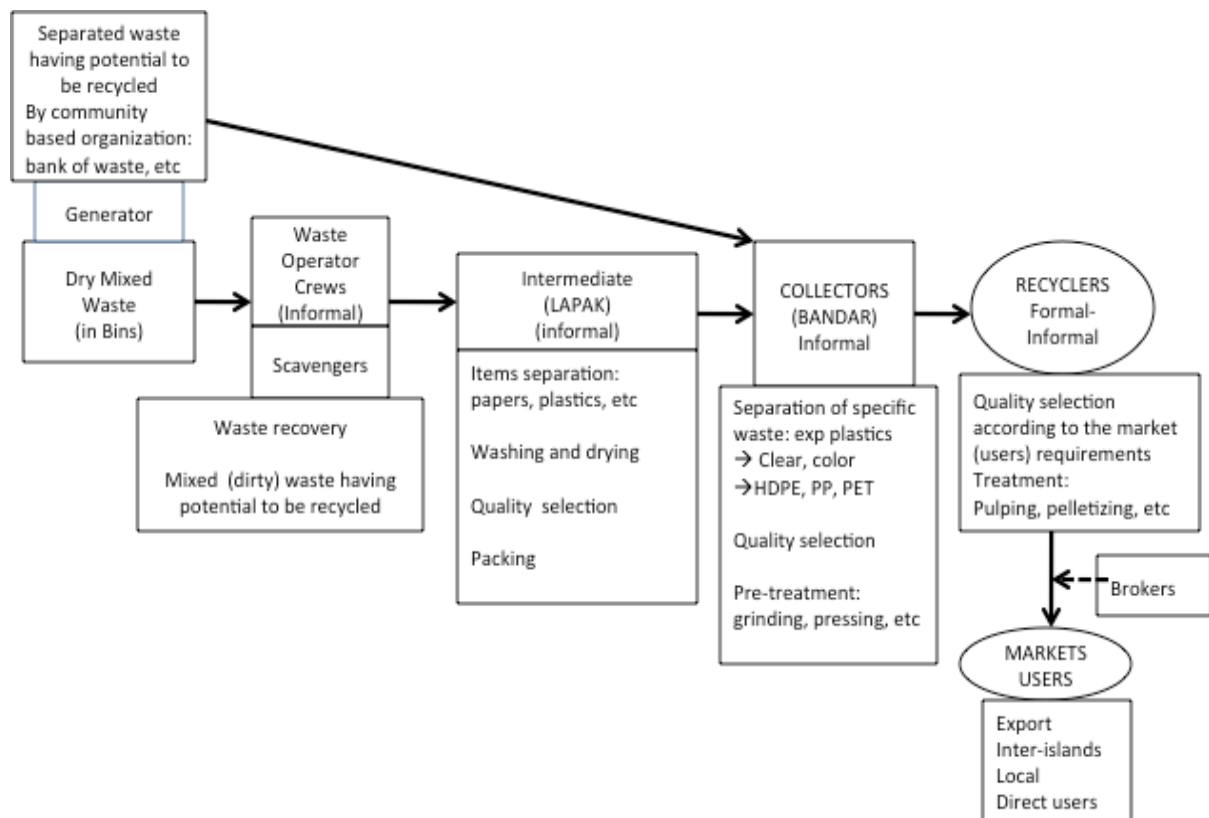 Separated waste
having potential to
be recycled
By community
based organization:
bank of waste, etc
Generator
Dry Mixed
Waste
(in Bins)
Waste
Operator
Crews
(Informal)
Scavengers
Waste recovery
Mixed (dirty) waste having
potential to be recycled
Intermediate
(LAPAK)
(informal)
Items separation:
papers, plastics, etc
Washing and drying
Quality selection
Packing
COLLECTORS
(BANDAR)
Informal
Separation of specific
waste: exp plastics
→ Clear, color
→HDPE, PP, PET
Quality selection
Pre-treatment:
grinding, pressing, etc
RECYCLERS
Formal-
Informal
Quality selection
according to the market
(users) requirements
Treatment:
Pulping, pelletizing, etc
Brokers
MARKETS
USERS
Export
Inter-islands
Local
Direct users